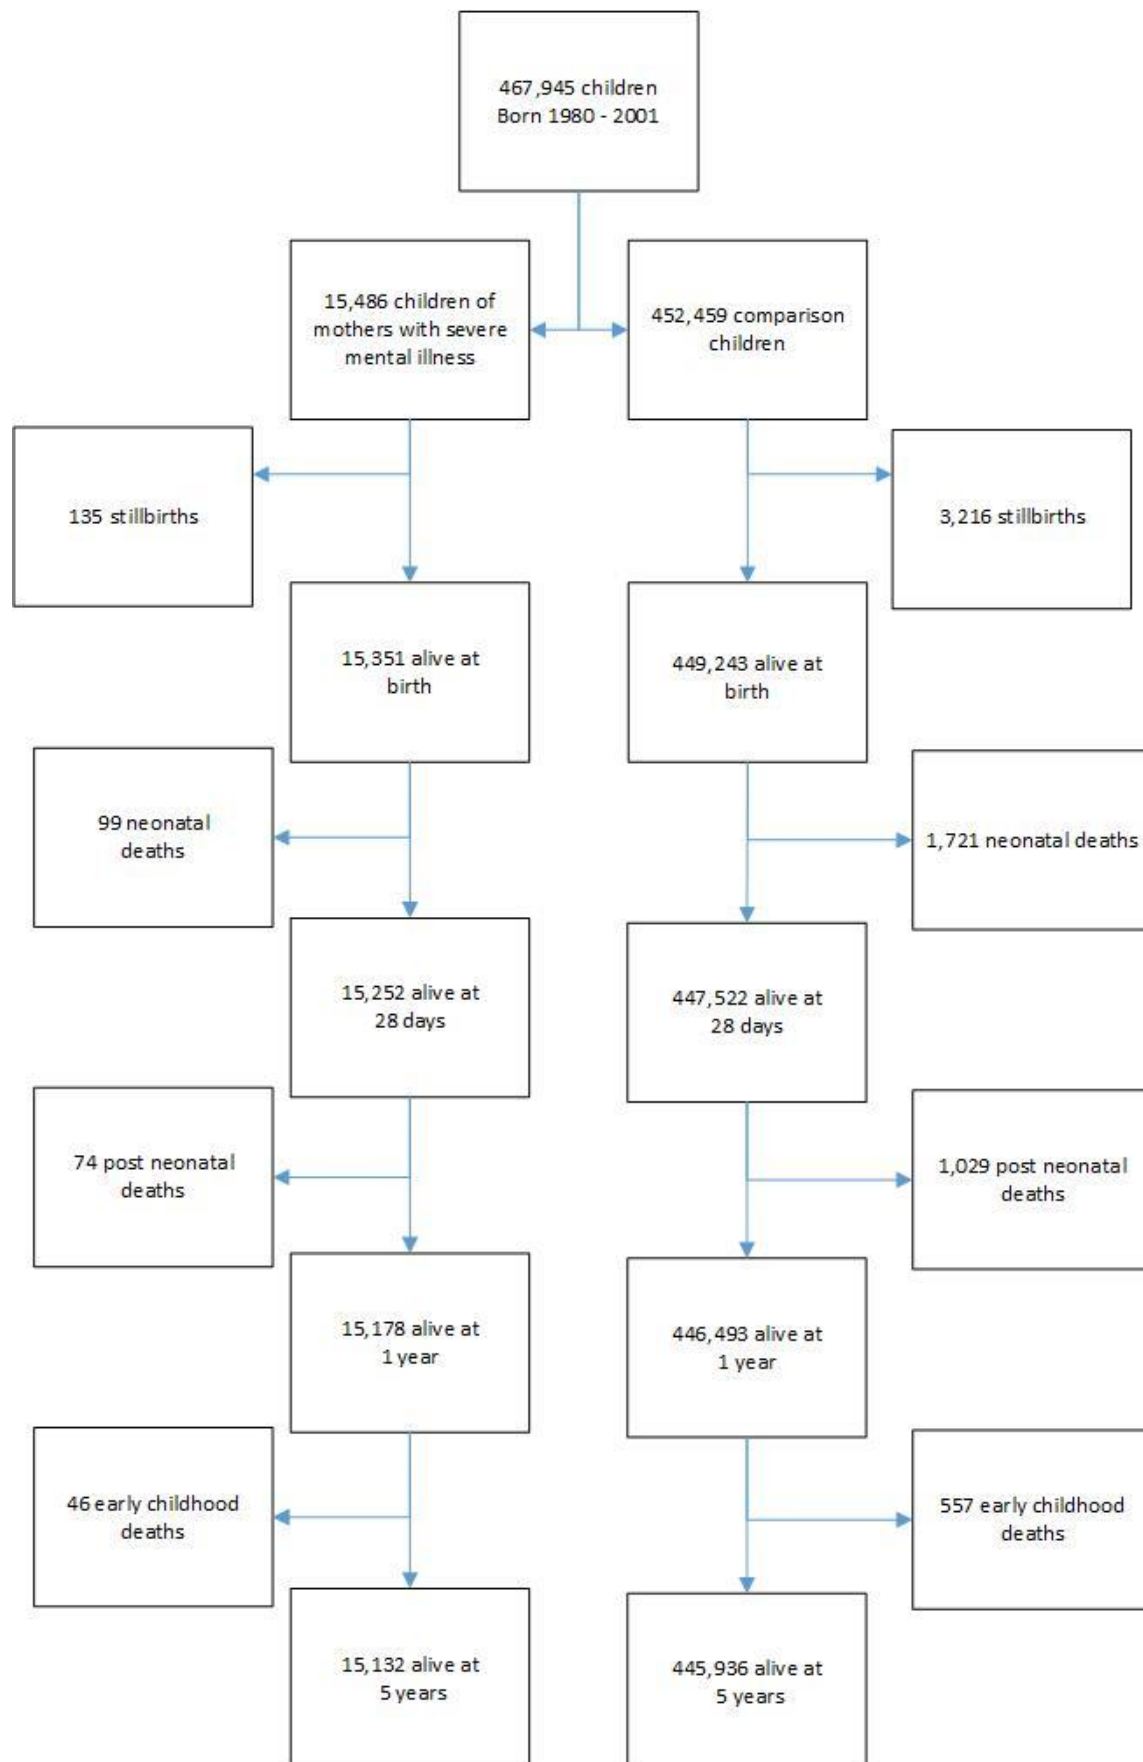 467,945 children
Born 1980 - 2001
15,486 children of
mothers with severe
mental illness
452,459 comparison
children
135 stillbirths
3,216 stillbirths
15,351 alive at
birth
449,243 alive at
birth
99 neonatal
deaths
1,721 neonatal deaths
15,252 alive at
28 days
447,522 alive at
28 days
74 post neonatal
deaths
1,029 post neonatal
deaths
15,178 alive at
1 year
446,493 alive at
1 year
46 early childhood
deaths
557 early childhood
deaths
15,132 alive at
5 years
445,936 alive at
5 years